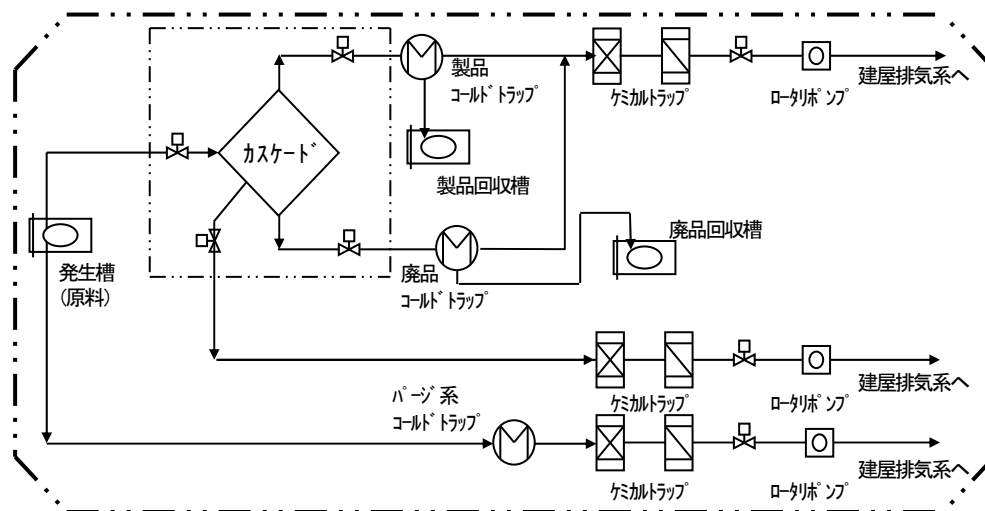 製品
ｺｰﾙﾄﾞﾄﾗｯﾌﾟ
ｹﾐｶﾙﾄﾗｯﾌﾟ
ﾛｰﾀﾘﾎﾟﾝﾌﾟ
建屋排気系へ
ｶｽｹｰﾄﾞ
製品回収槽
発生槽
（原料）
廃品
ｺｰﾙﾄﾞﾄﾗｯﾌﾟ
廃品回収槽
ｹﾐｶﾙﾄﾗｯﾌﾟ
ﾛｰﾀﾘﾎﾟﾝﾌﾟ
建屋排気系へ
ﾊﾟｰｼﾞ系
ｺｰﾙﾄﾞﾄﾗｯﾌﾟ
ｹﾐｶﾙﾄﾗｯﾌﾟ
ﾛｰﾀﾘﾎﾟﾝﾌﾟ
建屋排気系へ